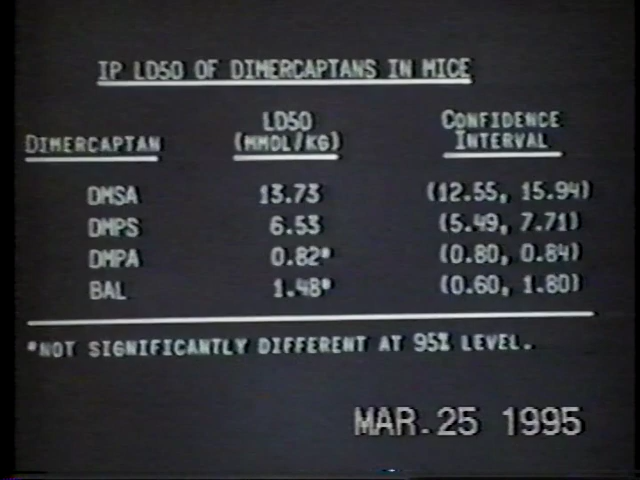 IP LD50 OF DIMERCAPTANS IN MICE
DIMERCAPTAN LD50 (MMOL/KG) CONFIDENCE INTERVAL
DMSA 13.73 (12.55, 15.94)
DMPS 6.53 (5.49, 7.71)
DMPA 0.82* (0.80, 0.84)
BAL 1.48* (0.60, 1.80)
*NOT SIGNIFICANTLY DIFFERENT AT 95% LEVEL.
MAR.25 1995